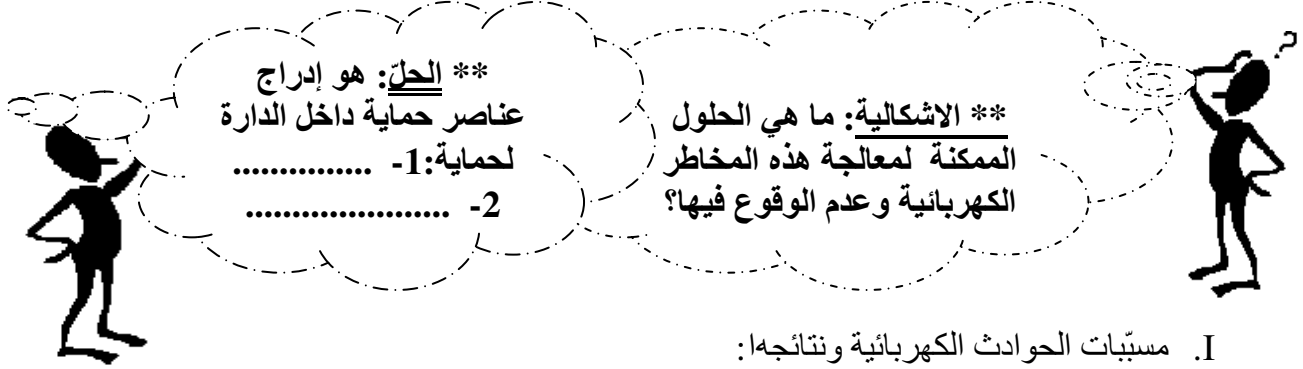 ** الاشكالية: ما هي الحلول
الممكنة لمعالجة هذه المخاطر
الكهربائية وعدم الوقوع فيها؟
** الحلّ: هو إدراج
عناصر حماية داخل الدارة
لحماية:1- ...............
2- ......................
?
I. مسبّبات الحوادث الكهربائية ونتائجها: